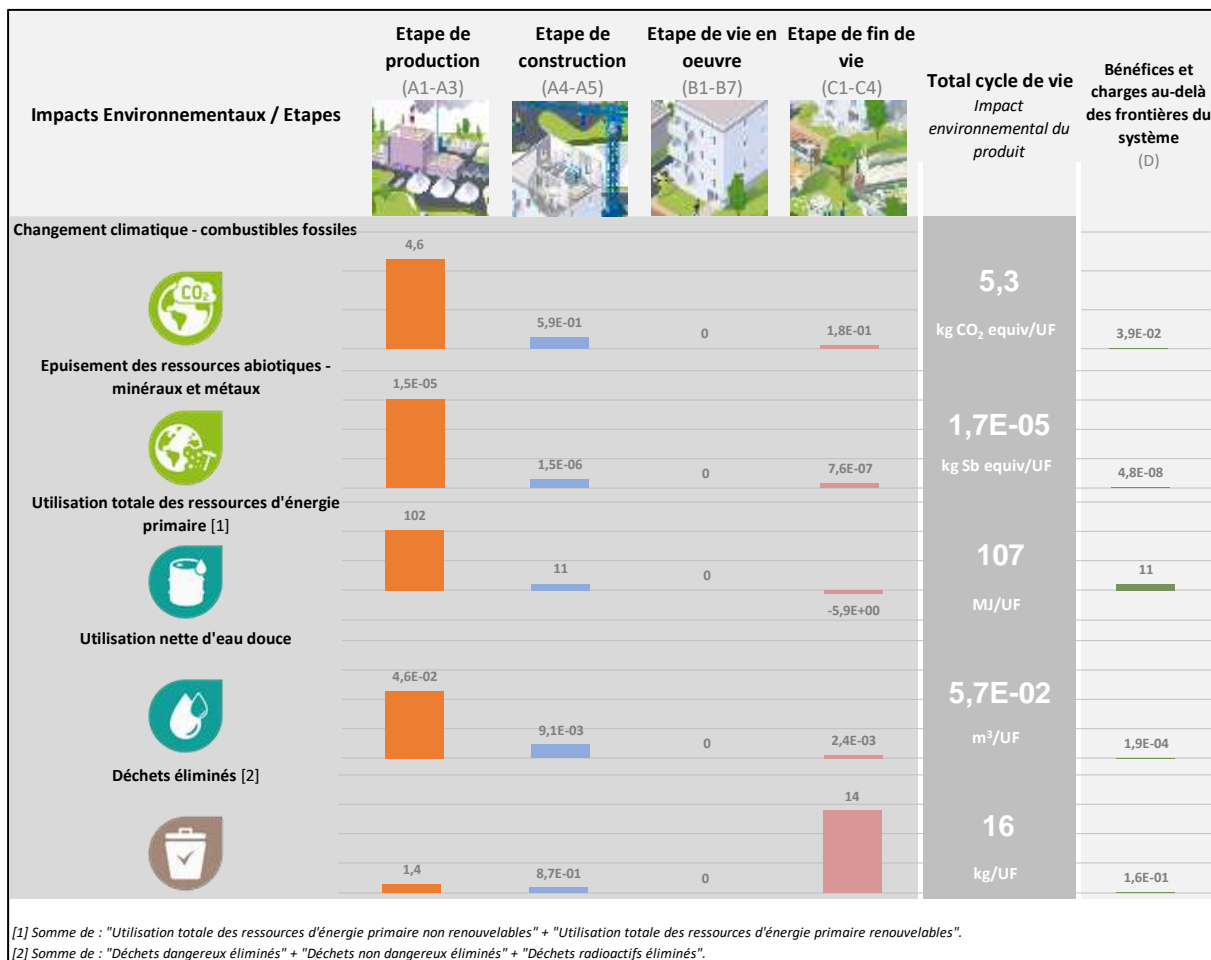 Impacts Environnementaux / Etapes
Etape de
production
(A1-A3)
Etape de
construction
(A4-A5)
Etape de vie en
oeuvre
(B1-B7)
Etape de fin de
vie
(C1-C4)
Total cycle de vie
Impact
environnemental du
produit
Bénéfices et
charges au-delà
des frontières du
système
(D)
Changement climatique - combustibles fossiles
CO2
4,6
5,9E-01
0
1,8E-01
5,3
kg CO₂ equiv/UF
3,9E-02
Epuisement des ressources abiotiques -
minéraux et métaux
1,5E-05
1,5E-06
0
7,6E-07
1,7E-05
kg Sb equiv/UF
4,8E-08
Utilisation totale des ressources d'énergie
primaire [1]
102
11
0
-5,9E+00
107
MJ/UF
11
Utilisation nette d'eau douce
4,6E-02
9,1E-03
0
2,4E-03
5,7E-02
m³/UF
1,9E-04
Déchets éliminés [2]
1,4
8,7E-01
0
14
16
kg/UF
1,6E-01
[1] Somme de : "Utilisation totale des ressources d'énergie primaire non renouvelables" + "Utilisation totale des ressources d'énergie primaire renouvelables".
[2] Somme de : "Déchets dangereux éliminés" + "Déchets non dangereux éliminés" + "Déchets radioactifs éliminés".